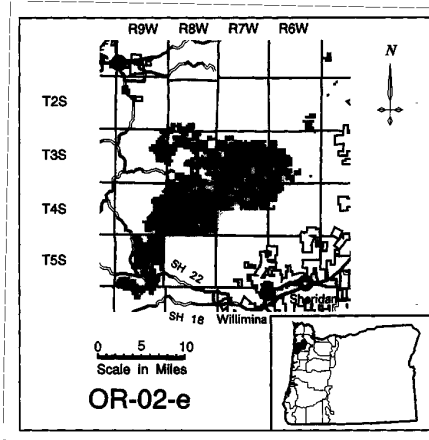 R9W R8W R7W R6W
N
T2S
T3S
T4S
T5S
SH 22
Sheridan
SH 18 Willimina
0 5 10
Scale in Miles
OR-02-e